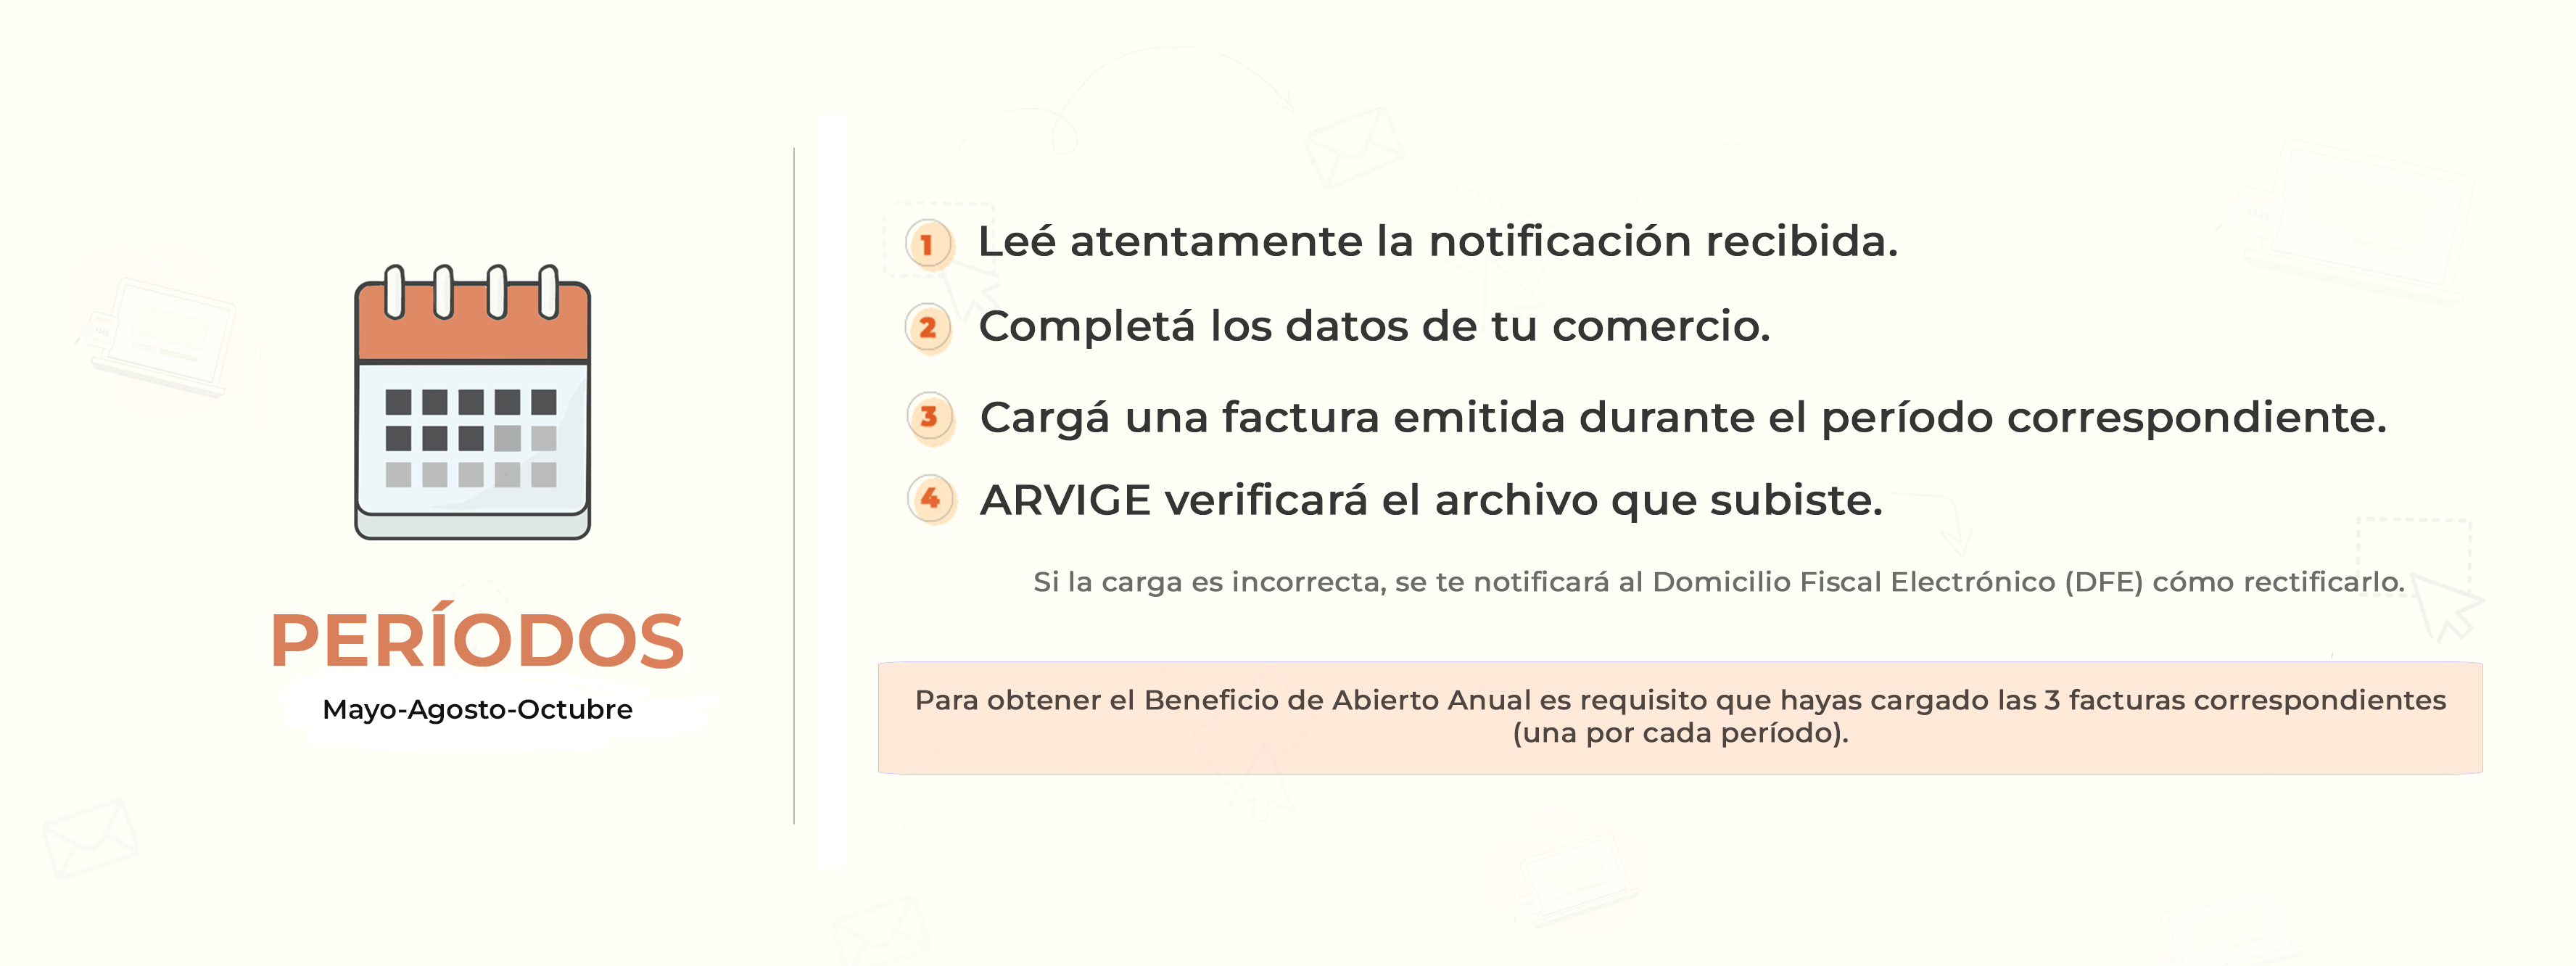 PERÍODOS
Mayo-Agosto-Octubre
1 Leé atentamente la notificación recibida.
2 Completá los datos de tu comercio.
3 Cargá una factura emitida durante el período correspondiente.
4 ARVIGE verificará el archivo que subiste.
Si la carga es incorrecta, se te notificará al Domicilio Fiscal Electrónico (DFE) cómo rectificarlo.
Para obtener el Beneficio de Abierto Anual es requisito que hayas cargado las 3 facturas correspondientes
(una por cada período).